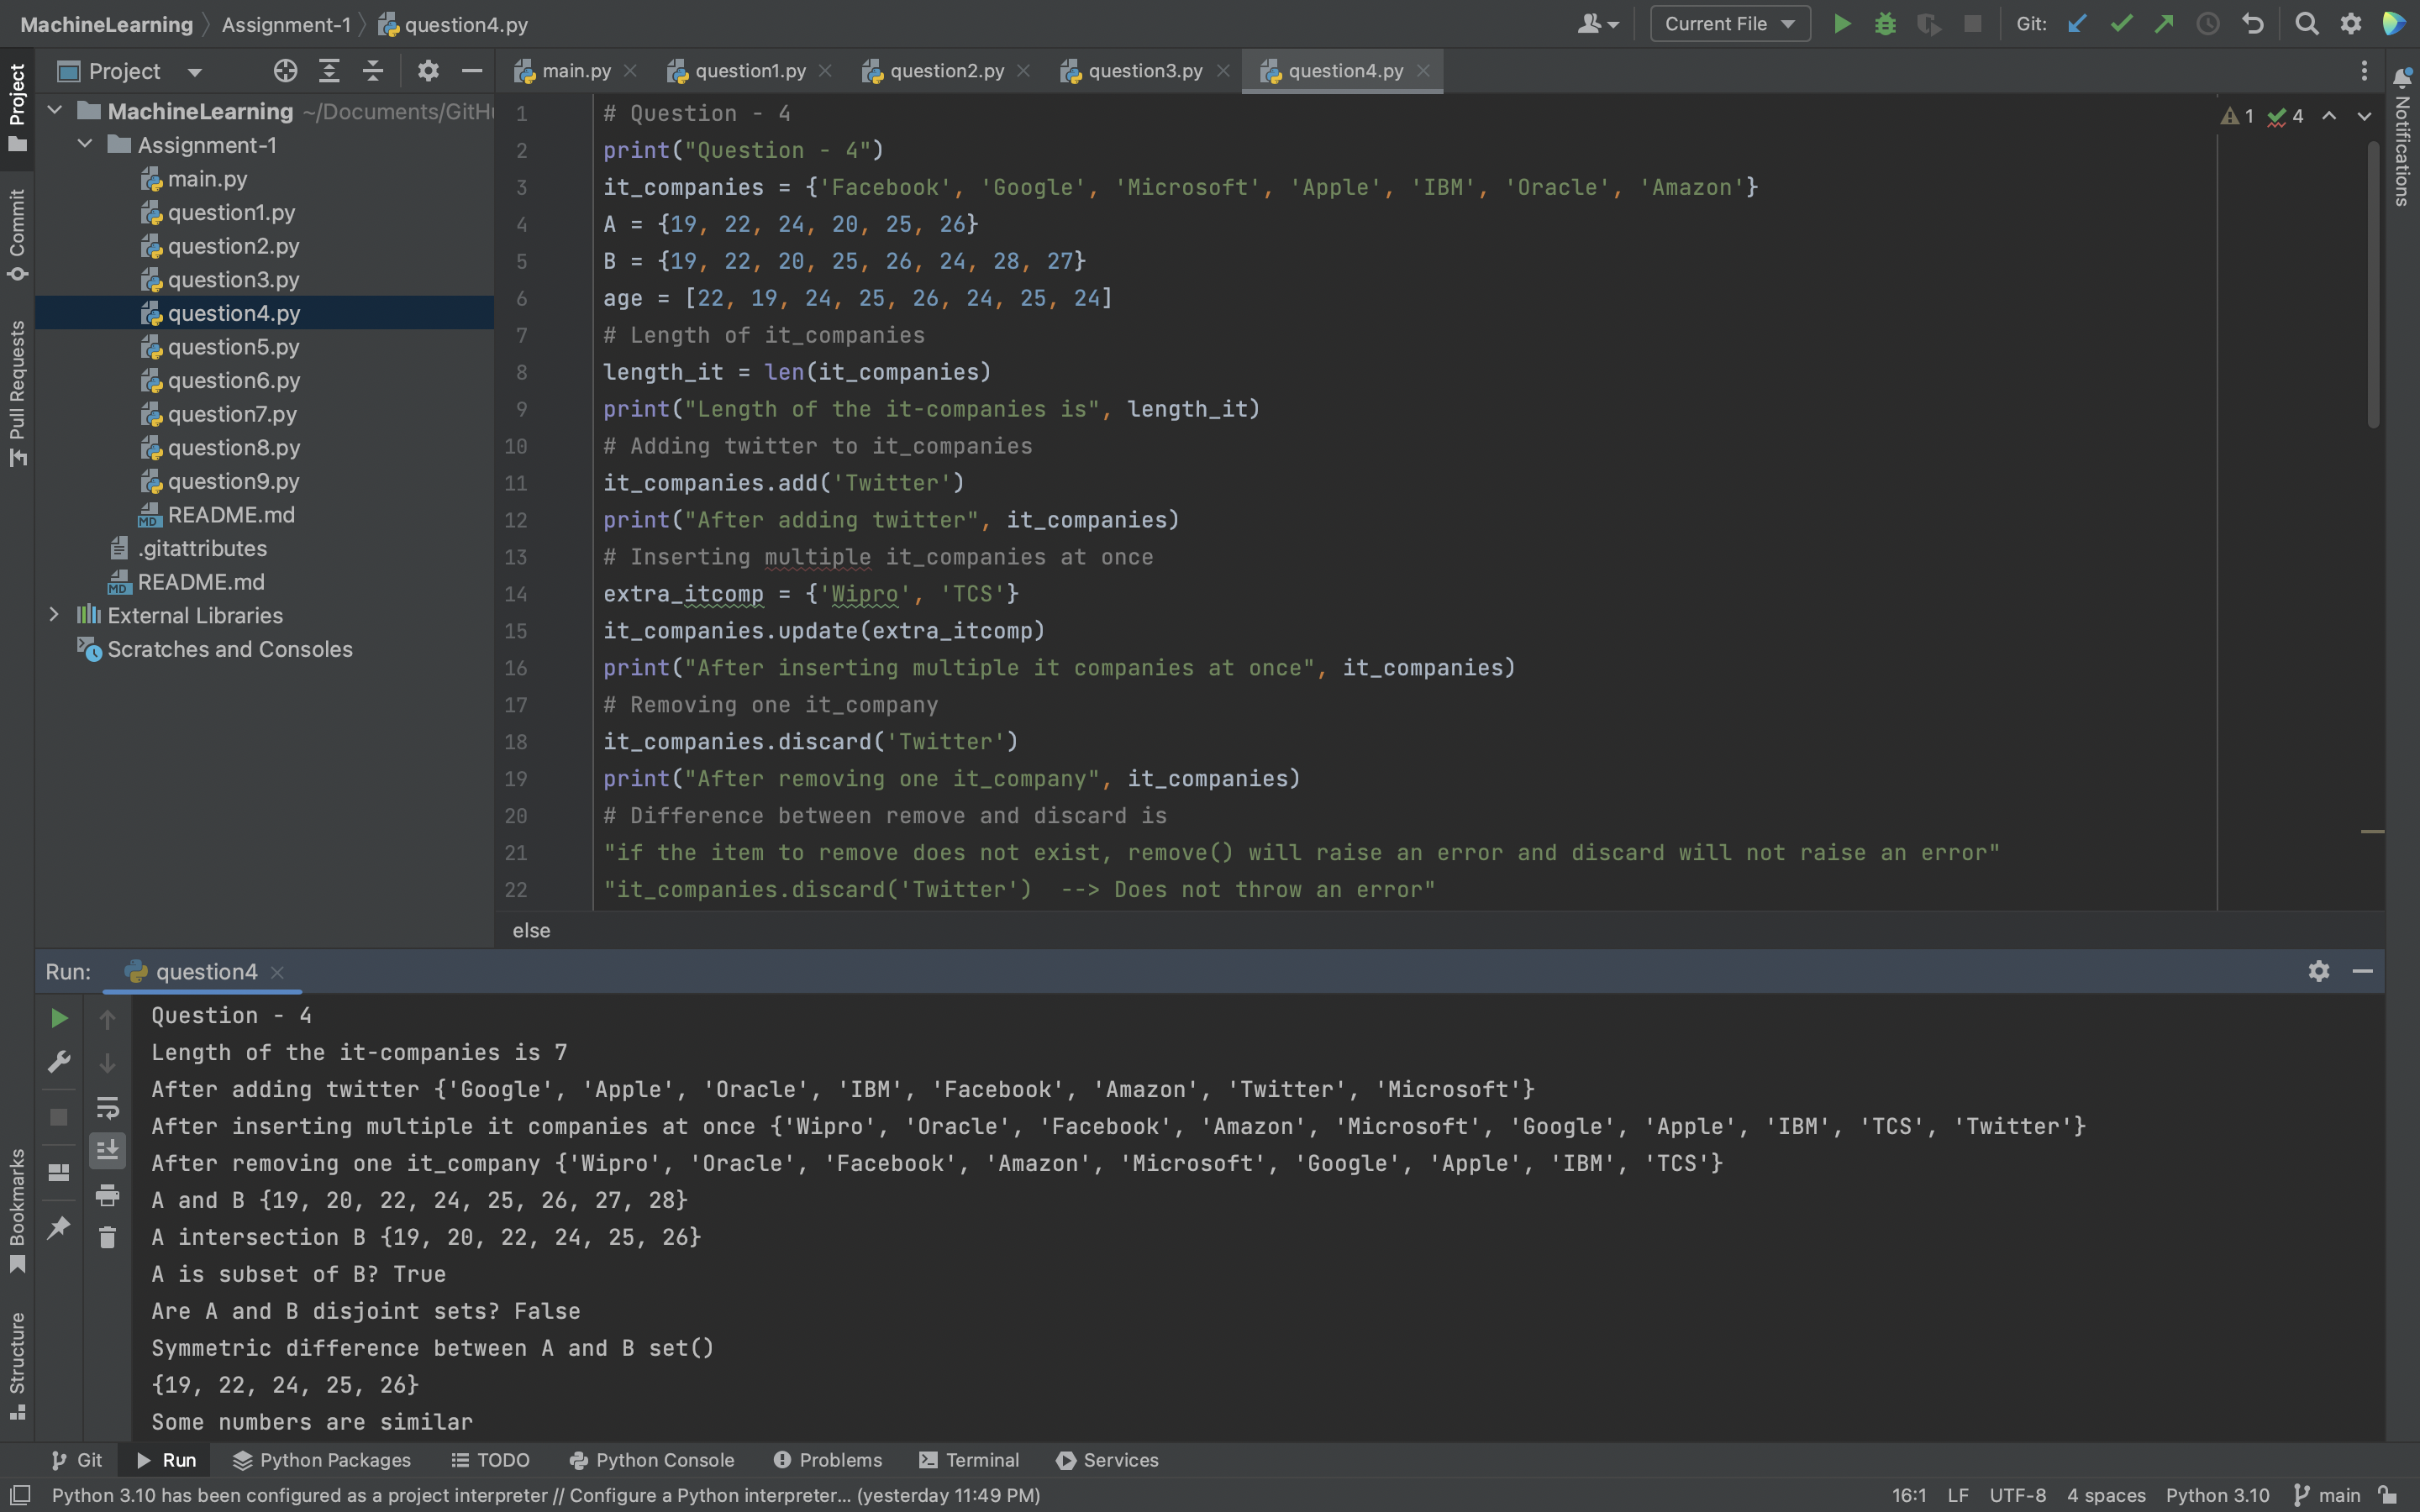 MachineLearning Assignment-1 question4.py Current File Git:
Project
main.py question1.py question2.py question3.py question4.py
MachineLearning ~/Documents/GitH
Assignment-1
main.py
question1.py
question2.py
question3.py
question4.py
question5.py
question6.py
question7.py
question8.py
question9.py
README.md
.gitattributes
README.md
External Libraries
Scratches and Consoles
Project
Commit
Pull Requests
Bookmarks
Structure
Notifications
1 4
1 # Question - 4
2 print("Question - 4")
3 it_companies = {'Facebook', 'Google', 'Microsoft', 'Apple', 'IBM', 'Oracle', 'Amazon'}
4 A = {19, 22, 24, 20, 25, 26}
5 B = {19, 22, 20, 25, 26, 24, 28, 27}
6 age = [22, 19, 24, 25, 26, 24, 25, 24]
7 # Length of it_companies
8 length_it = len(it_companies)
9 print("Length of the it-companies is", length_it)
10 # Adding twitter to it_companies
11 it_companies.add('Twitter')
12 print("After adding twitter", it_companies)
13 # Inserting multiple it_companies at once
14 extra_itcomp = {'Wipro', 'TCS'}
15 it_companies.update(extra_itcomp)
16 print("After inserting multiple it companies at once", it_companies)
17 # Removing one it_company
18 it_companies.discard('Twitter')
19 print("After removing one it_company", it_companies)
20 # Difference between remove and discard is
21 "if the item to remove does not exist, remove() will raise an error and discard will not raise an error"
22 "it_companies.discard('Twitter')  --> Does not throw an error"
else
Run: question4
Question - 4
Length of the it-companies is 7
After adding twitter {'Google', 'Apple', 'Oracle', 'IBM', 'Facebook', 'Amazon', 'Twitter', 'Microsoft'}
After inserting multiple it companies at once {'Wipro', 'Oracle', 'Facebook', 'Amazon', 'Microsoft', 'Google', 'Apple', 'IBM', 'TCS', 'Twitter'}
After removing one it_company {'Wipro', 'Oracle', 'Facebook', 'Amazon', 'Microsoft', 'Google', 'Apple', 'IBM', 'TCS'}
A and B {19, 20, 22, 24, 25, 26, 27, 28}
A intersection B {19, 20, 22, 24, 25, 26}
A is subset of B? True
Are A and B disjoint sets? False
Symmetric difference between A and B set()
{19, 22, 24, 25, 26}
Some numbers are similar
Git Run Python Packages TODO Python Console Problems Terminal Services
Python 3.10 has been configured as a project interpreter // Configure a Python interpreter... (yesterday 11:49 PM) 16:1 LF UTF-8 4 spaces Python 3.10 main